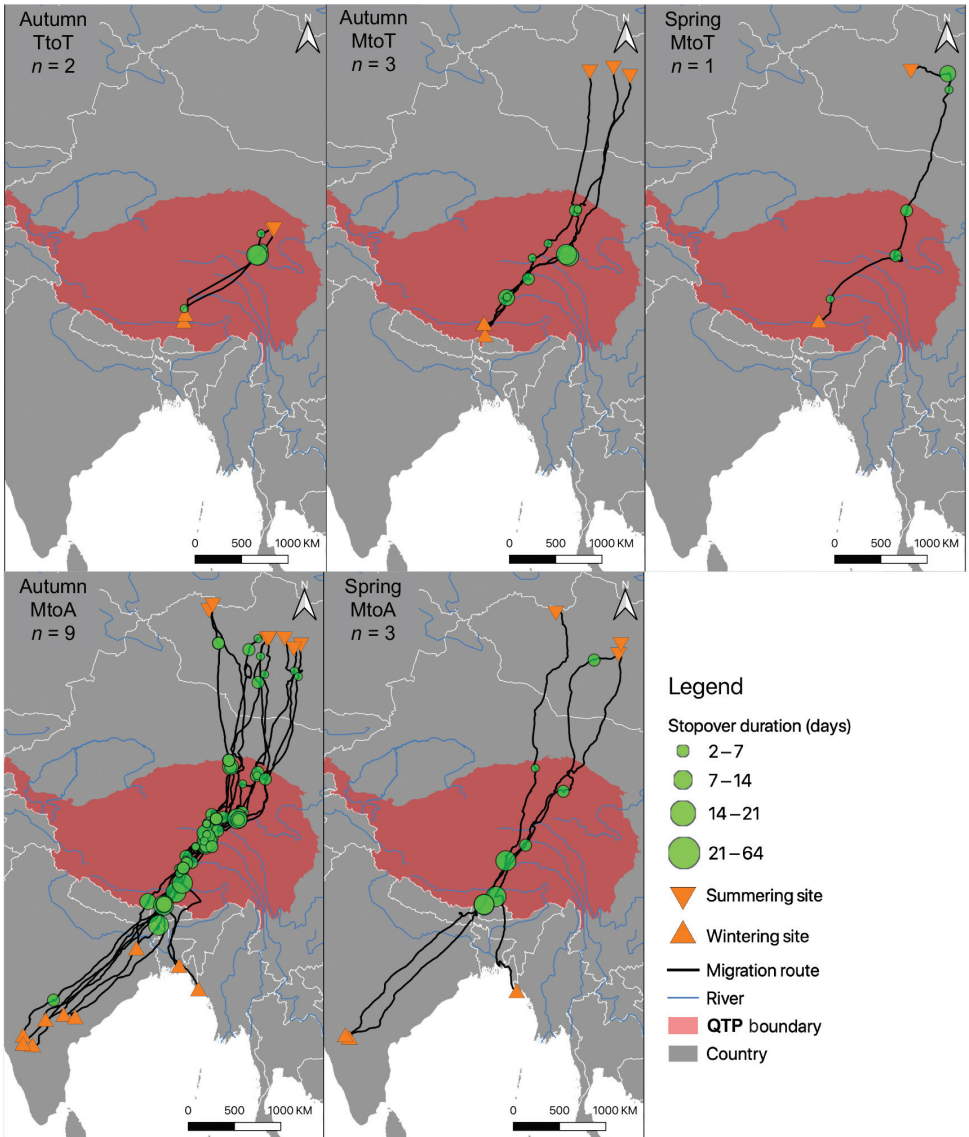 Autumn
TtoT
n = 2
N
0 500 1000 KM
Autumn
MtoT
n = 3
N
0 500 1000 KM
Spring
MtoT
n = 1
N
0 500 1000 KM
Autumn
MtoA
n = 9
N
0 500 1000 KM
Spring
MtoA
n = 3
N
0 500 1000 KM
Legend
Stopover duration (days)
2–7
7–14
14–21
21–64
Summering site
Wintering site
Migration route
River
QTP boundary
Country